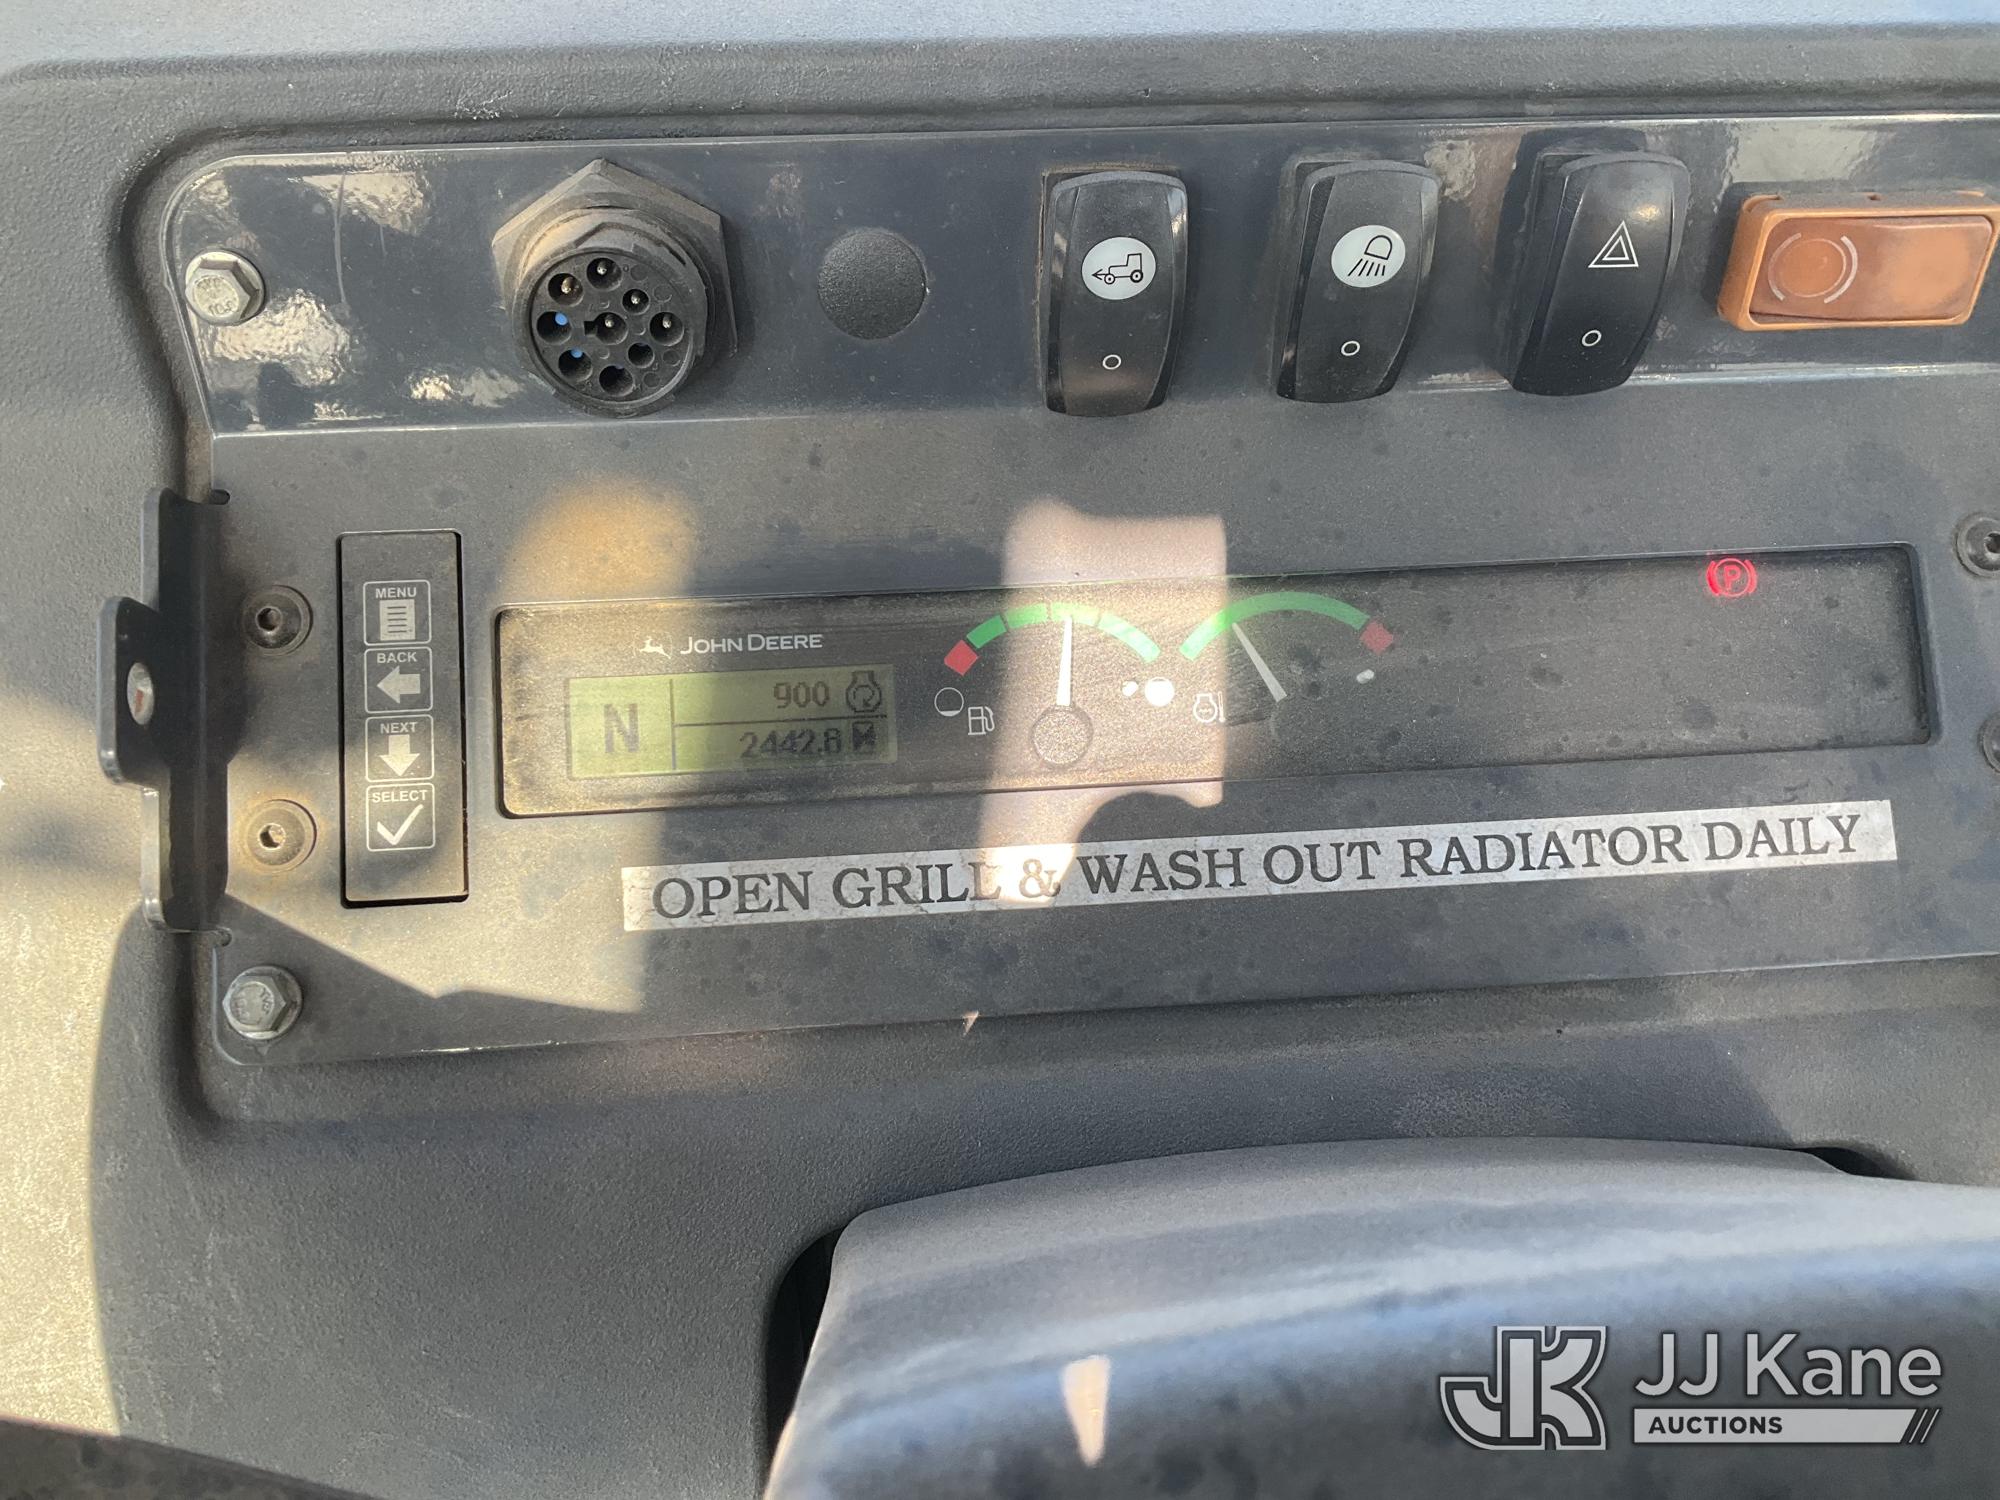 MENU
BACK
NEXT
SELECT
JOHN DEERE
N
900
2442.8
P
OPEN GRILL & WASH OUT RADIATOR DAILY
JJ Kane
AUCTIONS